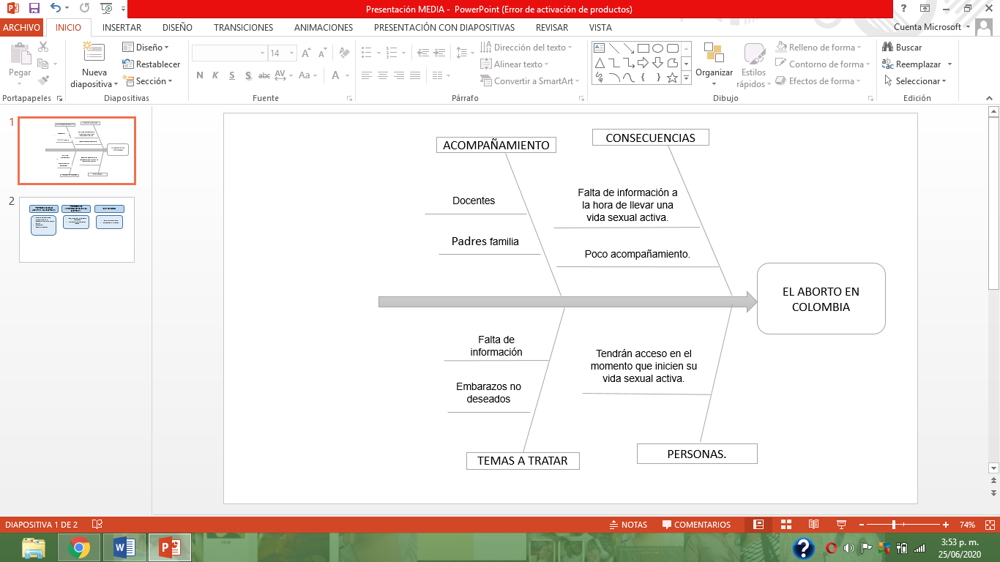 Presentación MEDIA - PowerPoint (Error de activación de productos)
ARCHIVO INICIO INSERTAR DISEÑO TRANSICIONES ANIMACIONES PRESENTACIÓN CON DIAPOSITIVAS REVISAR VISTA Cuenta Microsoft
Pegar
Nueva diapositiva
Diseño
Restablecer
Sección
14
N K S S abc AV Aa A
Dirección del texto
Alinear texto
Convertir a SmartArt
Organizar
Estilos rápidos
Relleno de forma
Contorno de forma
Efectos de forma
Buscar
Reemplazar
Seleccionar
Portapapeles Diapositivas Fuente Párrafo Dibujo Edición
1
2
ACOMPAÑAMIENTO
CONSECUENCIAS
Docentes
Padres familia
Falta de información a
la hora de llevar una
vida sexual activa.
Poco acompañamiento.
EL ABORTO EN
COLOMBIA
Falta de
información
Embarazos no
deseados
Tendrán acceso en el
momento que inicien su
vida sexual activa.
TEMAS A TRATAR
PERSONAS.
DIAPOSITIVA 1 DE 2 NOTAS COMENTARIOS 74%
3:53 p. m.
25/06/2020